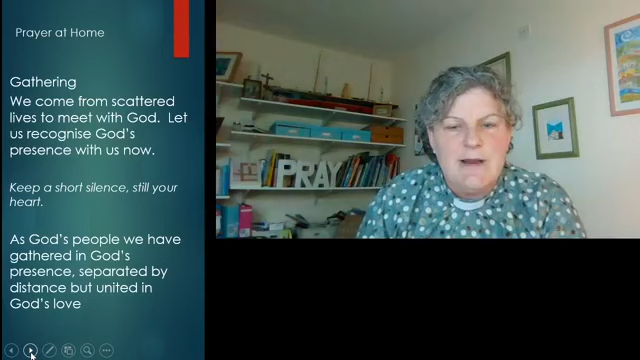 Prayer at Home
Gathering
We come from scattered
lives to meet with God. Let
us recognise God's
presence with us now.
Keep a short silence, still your
heart.
As God's people we have
gathered in God's
presence, separated by
distance but united in
God's love
PRAY